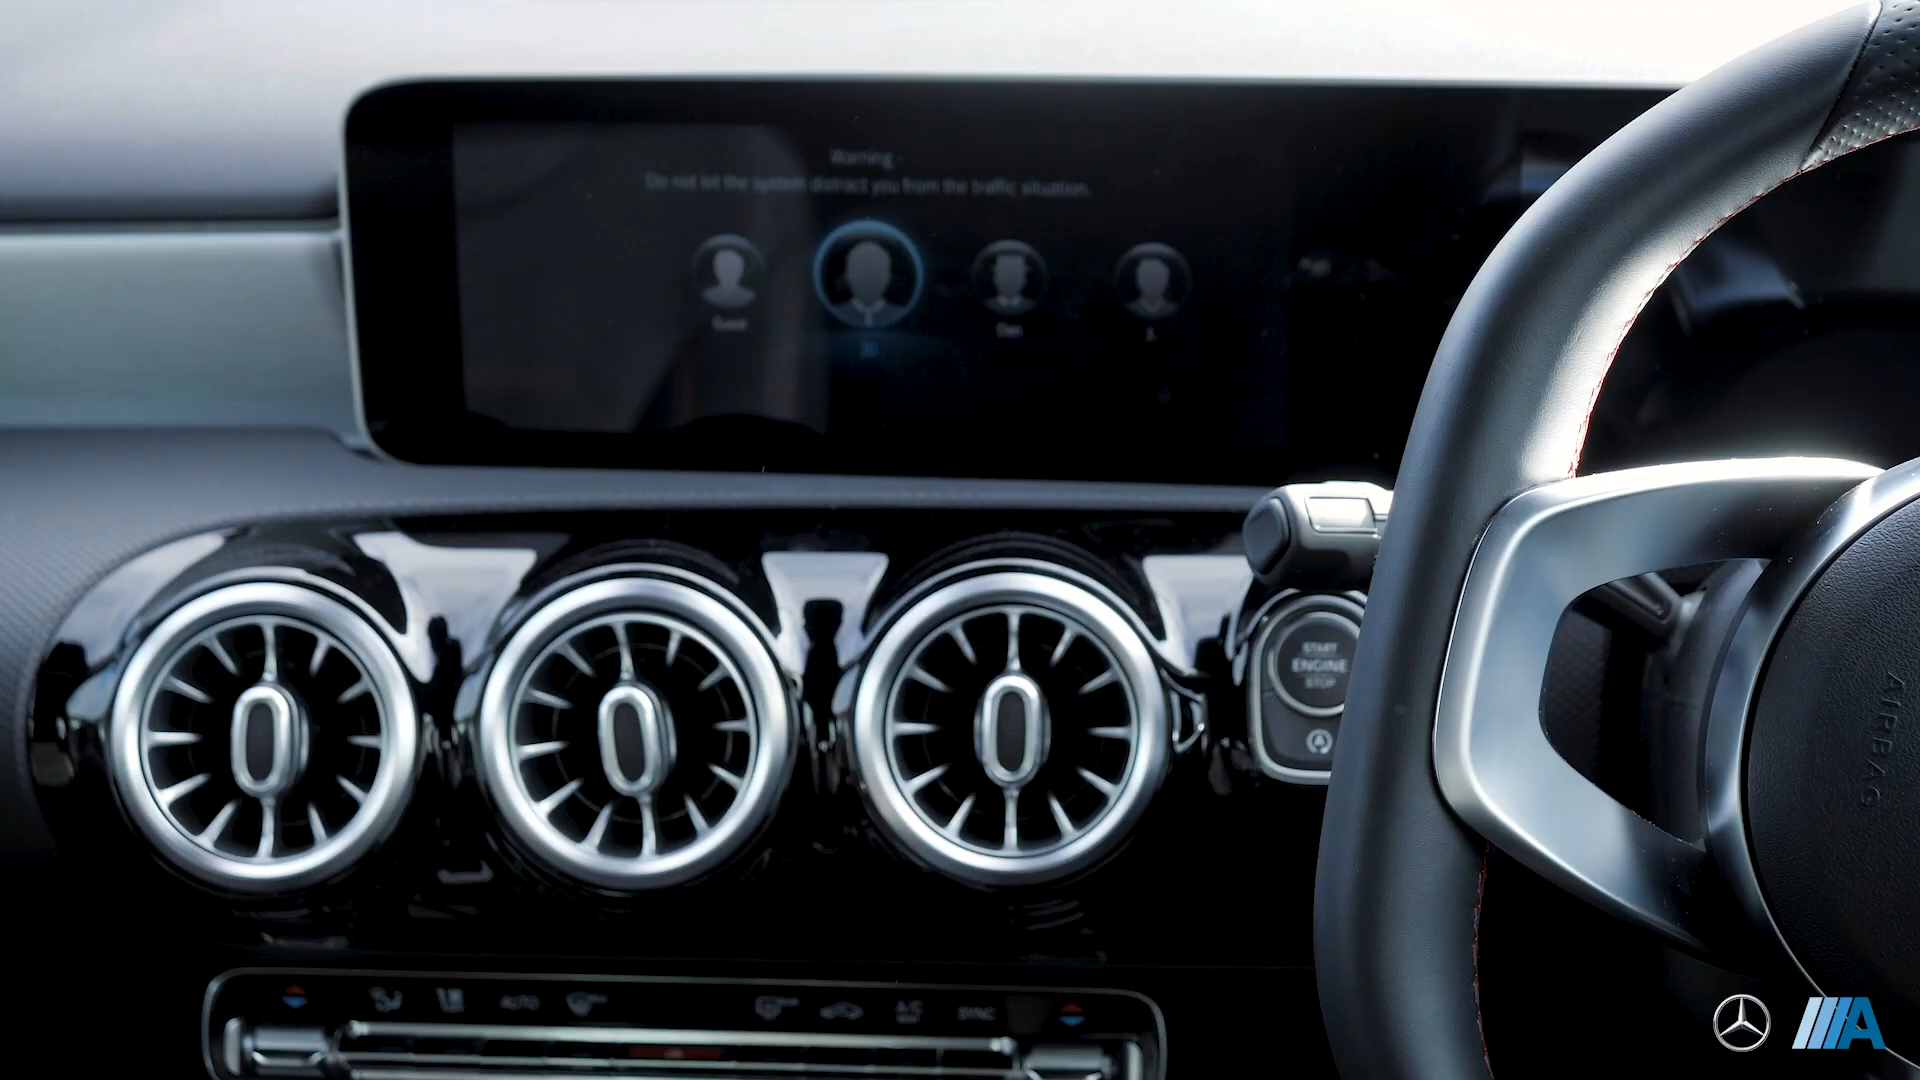 Warning
Do not let the system distract you from the traffic situation.
Guest
START
ENGINE
STOP
A
AIRBAG
AUTO
A/C
SYNC
A